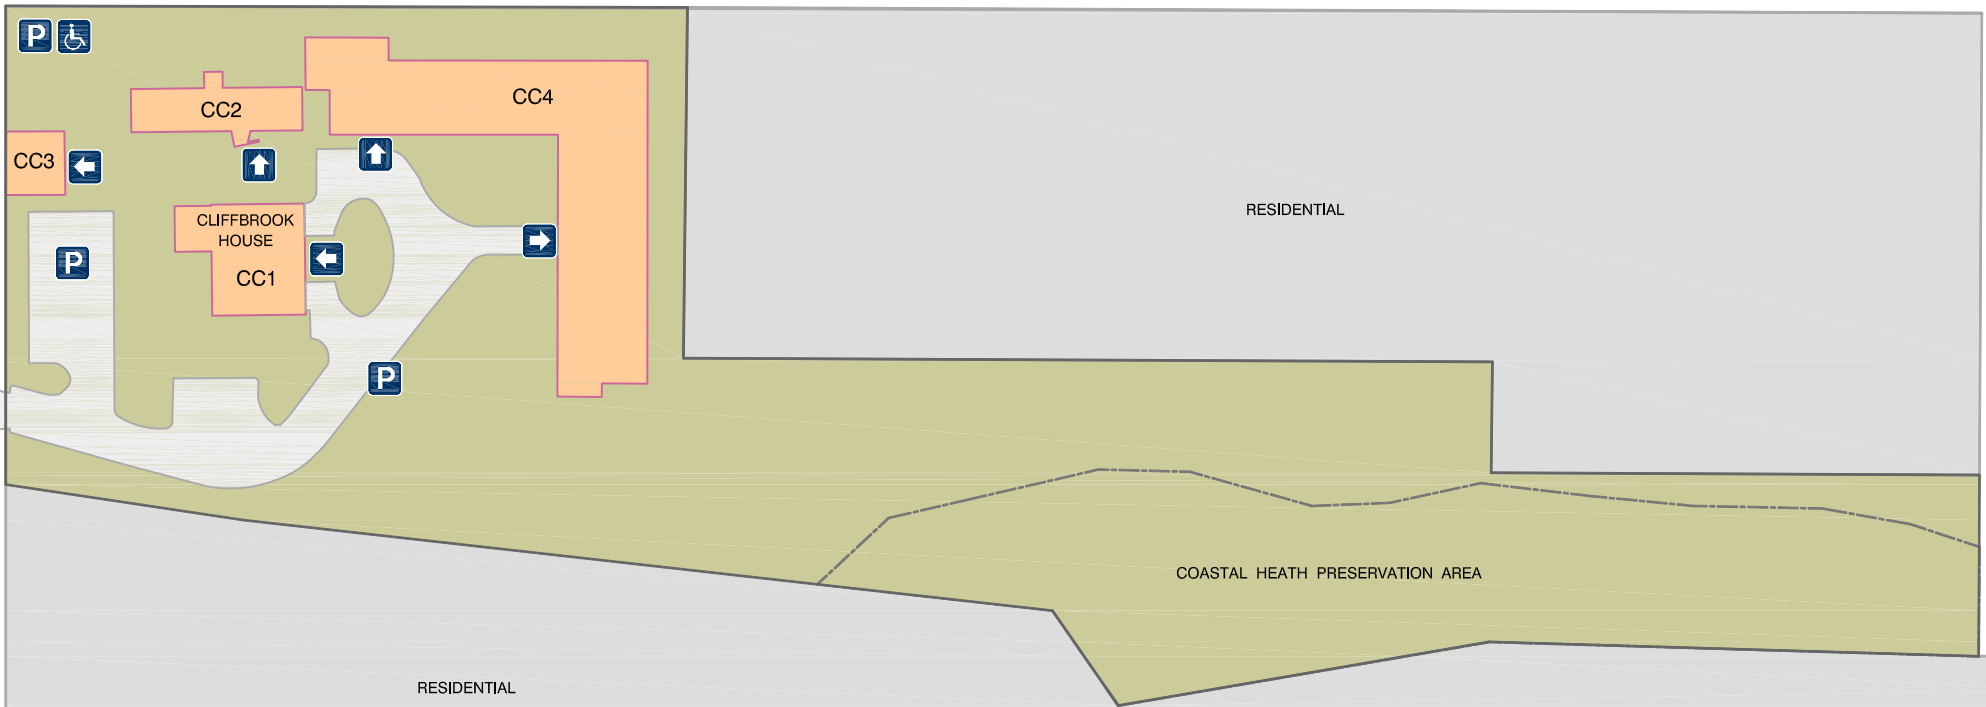 P
CC2
CC4
CC3
CLIFFBROOK
HOUSE
CC1
P
P
RESIDENTIAL
COASTAL HEATH PRESERVATION AREA
RESIDENTIAL